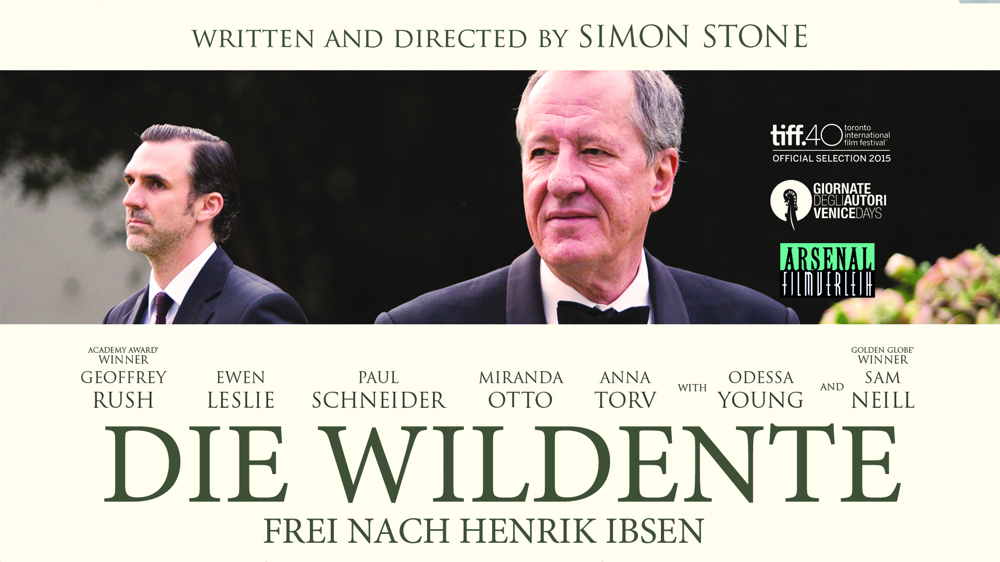 WRITTEN AND DIRECTED BY SIMON STONE
tiff.40 toronto
international
film festival™
OFFICIAL SELECTION 2015
GIORNATE
DEGLIAUTORI
VENICEDAYS
ARSENAL
FILMVERLEIH
ACADEMY AWARD®
WINNER
GEOFFREY
RUSH
EWEN
LESLIE
PAUL
SCHNEIDER
MIRANDA
OTTO
ANNA
TORV
WITH
ODESSA
YOUNG
AND
GOLDEN GLOBE®
WINNER
SAM
NEILL
DIE WILDENTE
FREI NACH HENRIK IBSEN